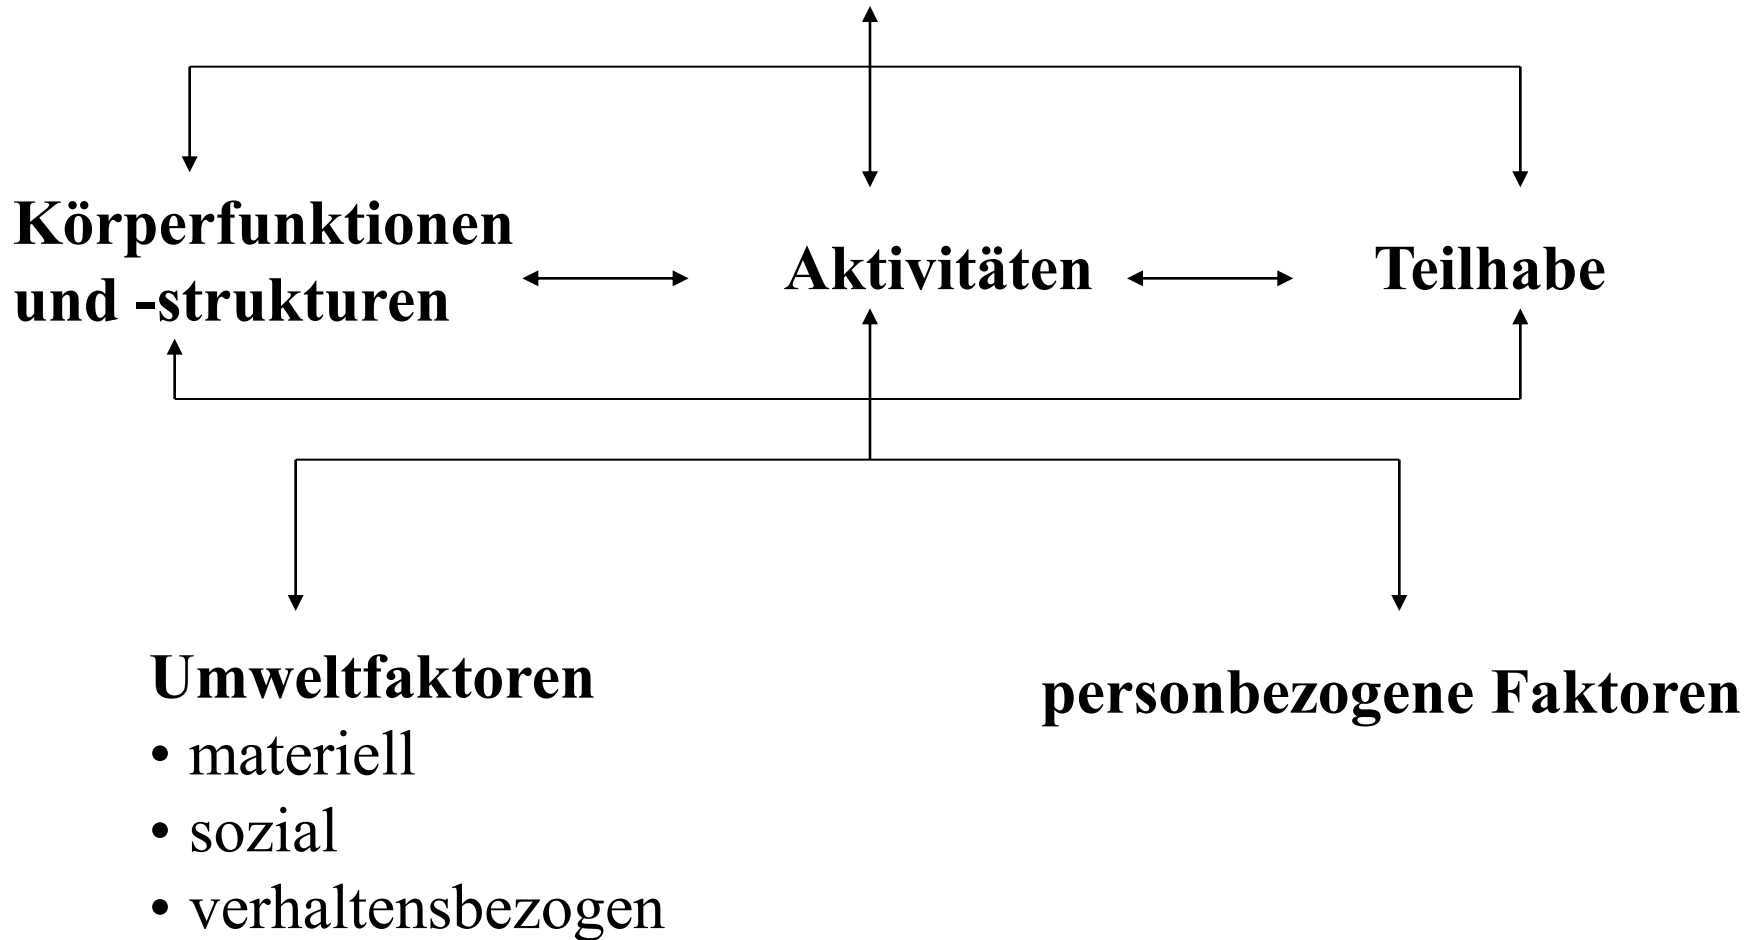 Körperfunktionen
und -strukturen
Aktivitäten
Teilhabe
Umweltfaktoren
• materiell
• sozial
• verhaltensbezogen
personbezogene Faktoren